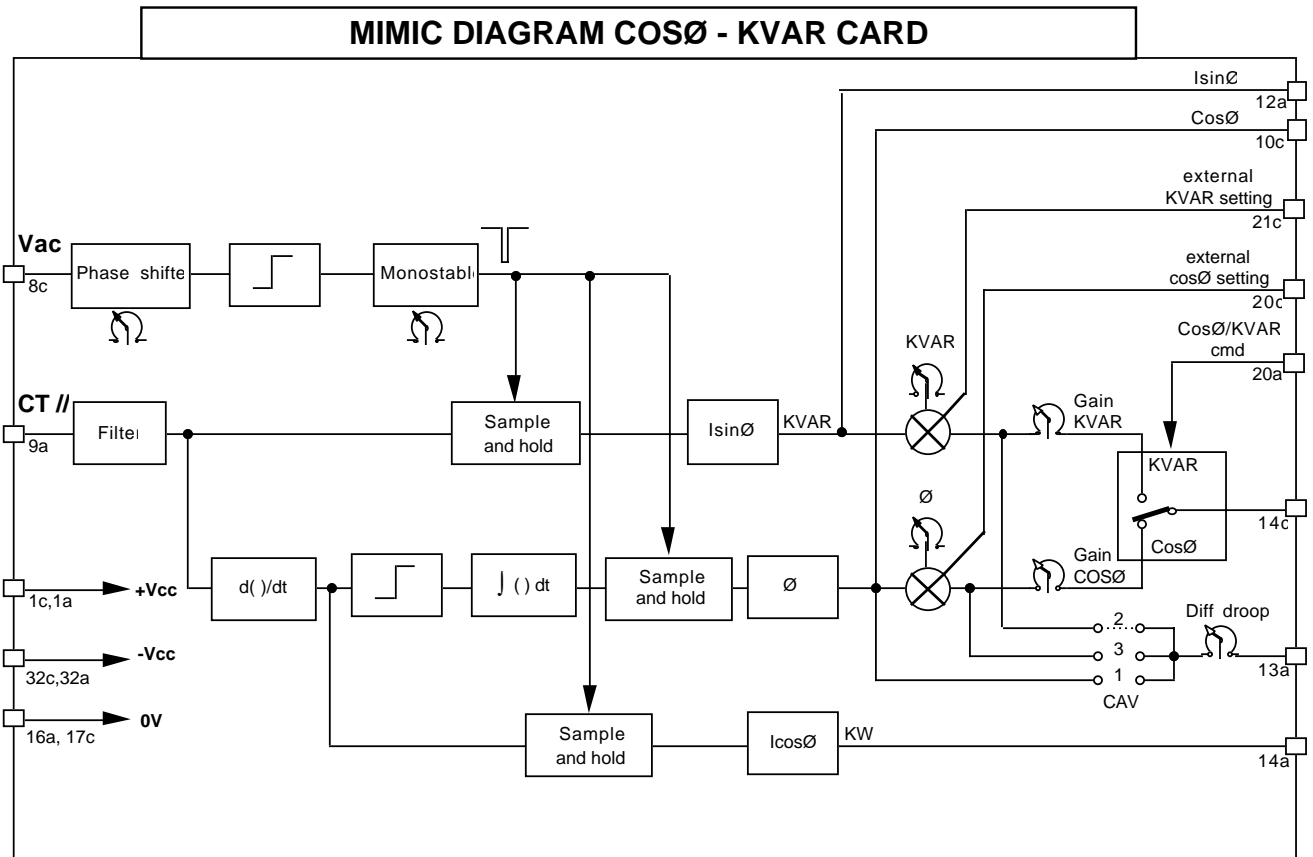 MIMIC DIAGRAM COSØ - KVAR CARD
IsinØ
12a
CosØ
10c
external
KVAR setting
21c
external
cosØ setting
20c
CosØ/KVAR
cmd
20a
Vac
8c
Phase shifte
Monostabl
CT //
9a
Filte
Sample
and hold
IsinØ
KVAR
KVAR
Gain
KVAR
KVAR
CosØ
14c
1c,1a
+Vcc
d( )/dt
∫ ( ) dt
Sample
and hold
Ø
Ø
Gain
COSØ
32c,32a
-Vcc
2
3
1
CAV
Diff droop
13a
16a, 17c
0V
Sample
and hold
IcosØ
KW
14a